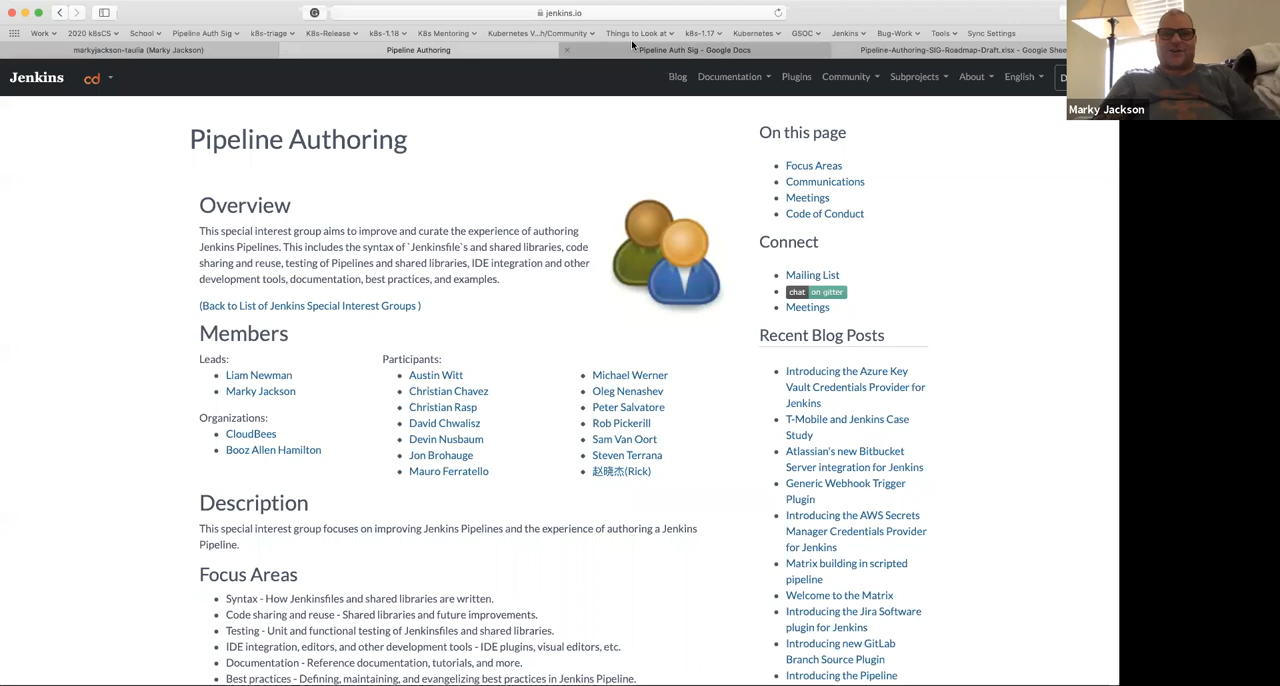 jenkins.io
Work
2020 k8sCS
School
Pipeline Auth Sig
k8s-triage
K8s-Release
k8s-1.18
K8s Mentoring
Kubernetes V...h/Community
Things to Look at
k8s-1.17
Kubernetes
GSOC
Jenkins
Bug-Work
Tools
Sync Settings
markyjackson-taulia (Marky Jackson)
Pipeline Authoring
Pipeline Auth Sig - Google Docs
Pipeline-Authoring-SIG-Roadmap-Draft.xlsx - Google Shee
Marky Jackson
Jenkins
cd
Blog
Documentation
Plugins
Community
Subprojects
About
English
D
Pipeline Authoring
Overview
This special interest group aims to improve and curate the experience of authoring
Jenkins Pipelines. This includes the syntax of `Jenkinsfile`s and shared libraries, code
sharing and reuse, testing of Pipelines and shared libraries, IDE integration and other
development tools, documentation, best practices, and examples.
(Back to List of Jenkins Special Interest Groups )
Members
Leads:
Liam Newman
Marky Jackson
Organizations:
CloudBees
Booz Allen Hamilton
Participants:
Austin Witt
Christian Chavez
Christian Rasp
David Chwalisz
Devin Nusbaum
Jon Brohauge
Mauro Ferratello
Michael Werner
Oleg Nenashev
Peter Salvatore
Rob Pickerill
Sam Van Oort
Steven Terrana
赵晓杰(Rick)
Description
This special interest group focuses on improving Jenkins Pipelines and the experience of authoring a Jenkins
Pipeline.
Focus Areas
Syntax - How Jenkinsfiles and shared libraries are written.
Code sharing and reuse - Shared libraries and future improvements.
Testing - Unit and functional testing of Jenkinsfiles and shared libraries.
IDE integration, editors, and other development tools - IDE plugins, visual editors, etc.
Documentation - Reference documentation, tutorials, and more.
Best practices - Defining, maintaining, and evangelizing best practices in Jenkins Pipeline.
On this page
Focus Areas
Communications
Meetings
Code of Conduct
Connect
Mailing List
chat on gitter
Meetings
Recent Blog Posts
Introducing the Azure Key
Vault Credentials Provider for
Jenkins
T-Mobile and Jenkins Case
Study
Atlassian's new Bitbucket
Server integration for Jenkins
Generic Webhook Trigger
Plugin
Introducing the AWS Secrets
Manager Credentials Provider
for Jenkins
Matrix building in scripted
pipeline
Welcome to the Matrix
Introducing the Jira Software
plugin for Jenkins
Introducing new GitLab
Branch Source Plugin
Introducing the Pipeline